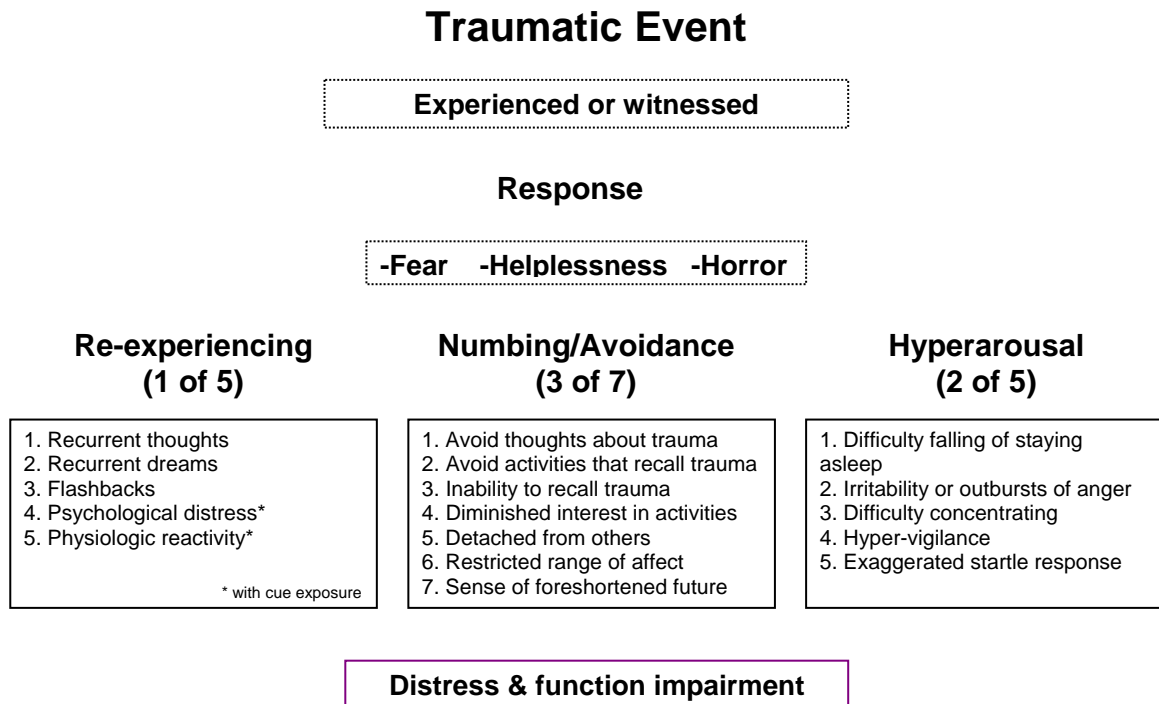 Traumatic Event
Experienced or witnessed
Response
-Fear -Helplessness -Horror
Re-experiencing
(1 of 5)
1. Recurrent thoughts
2. Recurrent dreams
3. Flashbacks
4. Psychological distress*
5. Physiologic reactivity*
* with cue exposure
Numbing/Avoidance
(3 of 7)
1. Avoid thoughts about trauma
2. Avoid activities that recall trauma
3. Inability to recall trauma
4. Diminished interest in activities
5. Detached from others
6. Restricted range of affect
7. Sense of foreshortened future
Hyperarousal
(2 of 5)
1. Difficulty falling of staying
asleep
2. Irritability or outbursts of anger
3. Difficulty concentrating
4. Hyper-vigilance
5. Exaggerated startle response
Distress & function impairment